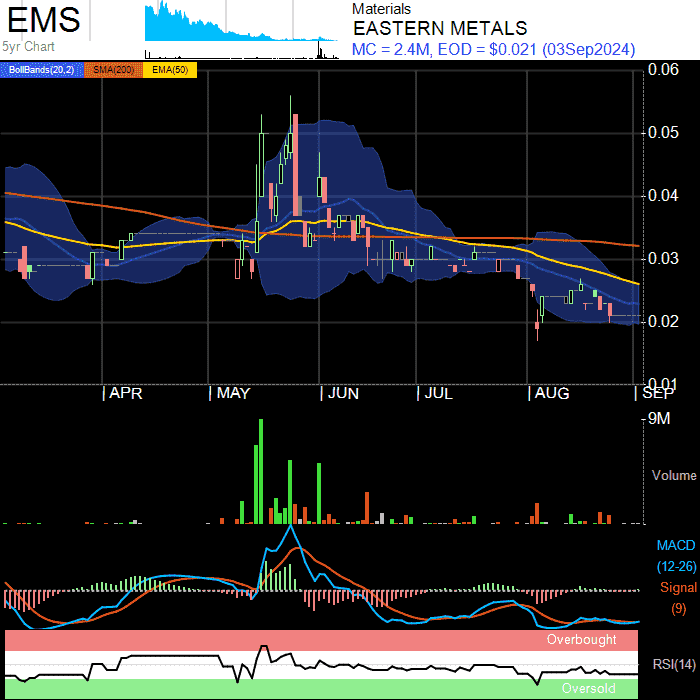 EMS
5yr Chart
Materials
EASTERN METALS
MC = 2.4M, EOD = $0.021 (03Sep2024)
BollBands(20,2) SMA(200) EMA(50)
0.06
0.05
0.04
0.03
0.02
0.01
APR MAY JUN JUL AUG SEP
9M
Volume
MACD
(12-26)
Signal
(9)
Overbought
RSI(14)
Oversold